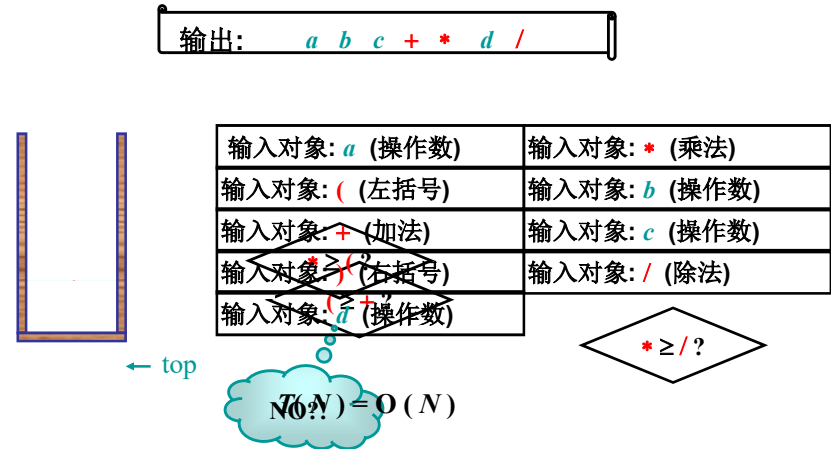 输出: a b c + * d /
输入对象: a (操作数) 输入对象: * (乘法)
输入对象: ( (左括号) 输入对象: b (操作数)
输入对象: + (加法) 输入对象: c (操作数)
* ≥ ( ?
输入对象: ) (右括号) 输入对象: / (除法)
( ≥ + ?
输入对象: d (操作数)
* ≥ / ?
← top
NO?!
T( N ) = O ( N )